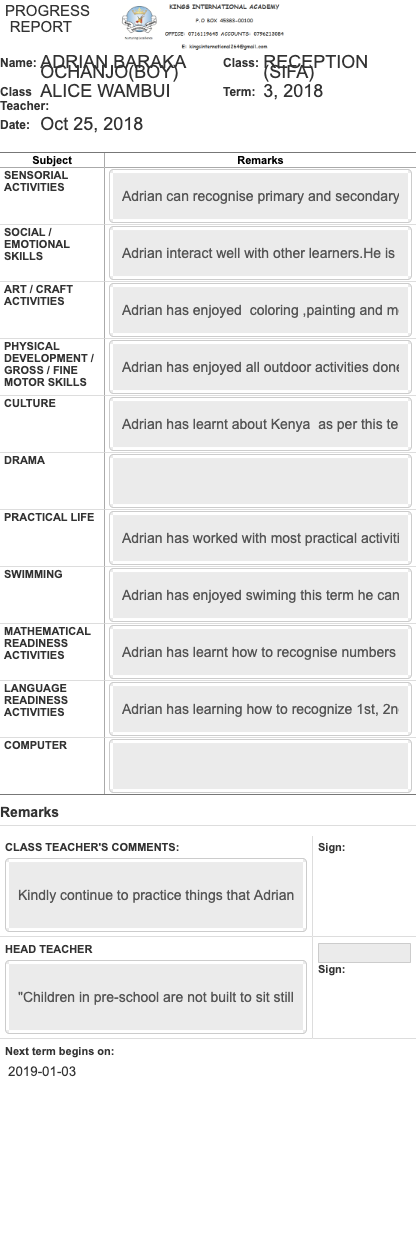 PROGRESS
REPORT
KINGS INTERNATIONAL ACADEMY
P.O BOX 45883-00100
OFFICE: 0716119645 ACCOUNTS: 0796213084
E: kingsinternational2k4@gmail.com
Name: ADRIAN BARAKA
OCHANJO(BOY)
Class: RECEPTION
(SIFA)
Class
Teacher: ALICE WAMBUI
Term: 3, 2018
Date: Oct 25, 2018
Subject Remarks
SENSORIAL
ACTIVITIES
Adrian can recognise primary and secondary
SOCIAL /
EMOTIONAL
SKILLS
Adrian interact well with other learners.He is
ART / CRAFT
ACTIVITIES
Adrian has enjoyed  coloring ,painting and m
PHYSICAL
DEVELOPMENT /
GROSS / FINE
MOTOR SKILLS
Adrian has enjoyed all outdoor activities done
CULTURE
Adrian has learnt about Kenya  as per this te
DRAMA
PRACTICAL LIFE
Adrian has worked with most practical activiti
SWIMMING
Adrian has enjoyed swiming this term he can
MATHEMATICAL
READINESS
ACTIVITIES
Adrian has learnt how to recognise numbers
LANGUAGE
READINESS
ACTIVITIES
Adrian has learning how to recognize 1st, 2n
COMPUTER
Remarks
CLASS TEACHER'S COMMENTS:
Sign:
Kindly continue to practice things that Adrian
HEAD TEACHER
Sign:
"Children in pre-school are not built to sit still
Next term begins on:
2019-01-03